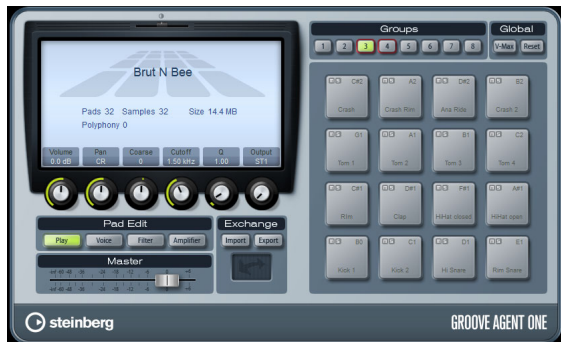 Groups
Global
1 2 3 4 5 6 7 8
V-Max Reset
Brut N Bee
Pads 32 Samples 32 Size 14.4 MB
Polyphony 0
Volume Pan Coarse Cutoff Q Output
0.0 dB CR 0 1.50 kHz 1.00 ST1
C#2 A2 D#2 B2
Crash Crash Rim Ana Ride Crash 2
G1 A1 B1 C2
Tom 1 Tom 2 Tom 3 Tom 4
C#1 D#1 F#1 A#1
Rim Clap HiHat closed HiHat open
B0 C1 D1 E1
Kick 1 Kick 2 Hi Snare Rim Snare
Pad Edit
Exchange
Play Voice Filter Amplifier
Import Export
Master
steinberg
GROOVE AGENT ONE